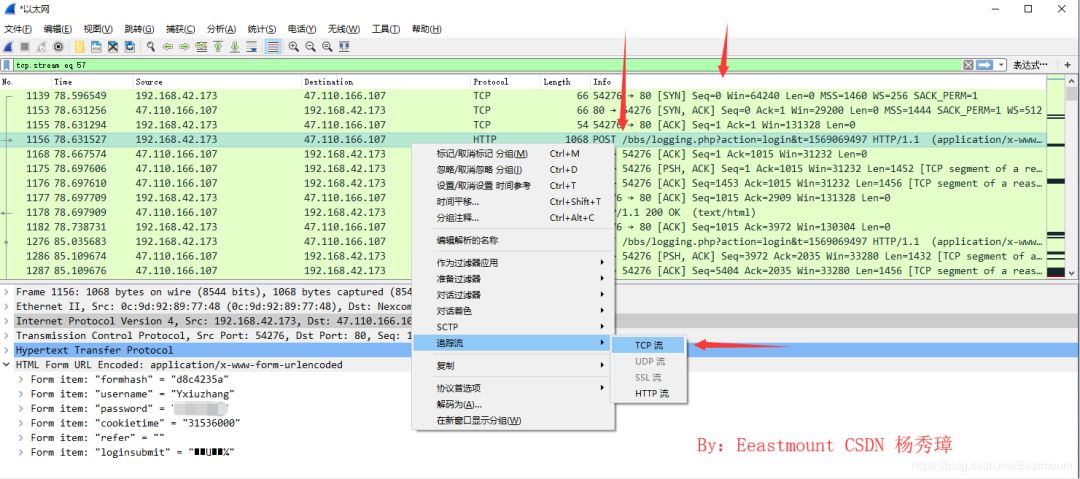 *以太网
文件(F) 编辑(E) 视图(V) 跳转(G) 捕获(C) 分析(A) 统计(S) 电话(Y) 无线(W) 工具(T) 帮助(H)
tcp.stream eq 57 表达式… +
No. Time Source Destination Protocol Length Info
1139 78.596549 192.168.42.173 47.110.166.107 TCP 66 54276 → 80 [SYN] Seq=0 Win=64240 Len=0 MSS=1460 WS=256 SACK_PERM=1
1153 78.631256 47.110.166.107 192.168.42.173 TCP 66 80 → 54276 [SYN, ACK] Seq=0 Ack=1 Win=29200 Len=0 MSS=1444 SACK_PERM=1 WS=512
1155 78.631294 192.168.42.173 47.110.166.107 TCP 54 54276 → 80 [ACK] Seq=1 Ack=1 Win=131328 Len=0
1156 78.631527 192.168.42.173 47.110.166.107 HTTP 1068 POST /bbs/logging.php?action=login&t=1569069497 HTTP/1.1 (application/x-www…
1168 78.667574 47.110.166.107 192.168.42.173 54276 [ACK] Seq=1 Ack=1015 Win=31232 Len=0
1175 78.697609 47.110.166.107 192.168.42.173 54276 [PSH, ACK] Seq=1 Ack=1015 Win=31232 Len=1452 [TCP segment of a re…
1176 78.697610 47.110.166.107 192.168.42.173 54276 [ACK] Seq=1453 Ack=1015 Win=31232 Len=1456 [TCP segment of a reas…
1177 78.697709 192.168.42.173 47.110.166.107 80 [ACK] Seq=1015 Ack=2909 Win=131328 Len=0
1178 78.697909 47.110.166.107 192.168.42.173 /1.1 200 OK (text/html)
1182 78.738731 192.168.42.173 47.110.166.107 80 [ACK] Seq=1015 Ack=3972 Win=130304 Len=0
1276 85.035683 192.168.42.173 47.110.166.107 /bbs/logging.php?action=login&t=1569069497 HTTP/1.1 (application/x-www…
1286 85.109674 47.110.166.107 192.168.42.173 54276 [PSH, ACK] Seq=3972 Ack=2035 Win=33280 Len=1432 [TCP segment of a…
1287 85.109676 47.110.166.107 192.168.42.173 54276 [ACK] Seq=5404 Ack=2035 Win=33280 Len=1456 [TCP segment of a reas…
标记/取消标记 分组(M) Ctrl+M
忽略/取消忽略 分组(I) Ctrl+D
设置/取消设置 时间参考 Ctrl+T
时间平移… Ctrl+Shift+T
分组注释… Ctrl+Alt+C
编辑解析的名称
作为过滤器应用
准备过滤器
对话过滤器
对话着色
SCTP
追踪流
复制
协议首选项
解码为(A)…
在新窗口显示分组(W)
TCP 流
UDP 流
SSL 流
HTTP 流
Frame 1156: 1068 bytes on wire (8544 bits), 1068 bytes captured (854
Ethernet II, Src: 0c:9d:92:89:77:48 (0c:9d:92:89:77:48), Dst: Nexcom
Internet Protocol Version 4, Src: 192.168.42.173, Dst: 47.110.166.10
Transmission Control Protocol, Src Port: 54276, Dst Port: 80, Seq: 1
Hypertext Transfer Protocol
HTML Form URL Encoded: application/x-www-form-urlencoded
Form item: "formhash" = "d8c4235a"
Form item: "username" = "Yxiuzhang"
Form item: "password" = "
Form item: "cookietime" = "31536000"
Form item: "refer" = ""
Form item: "loginsubmit" = "■■U■■%"
By：Eeastmount CSDN 杨秀璋
https://blog.csdn.net/Eastmount